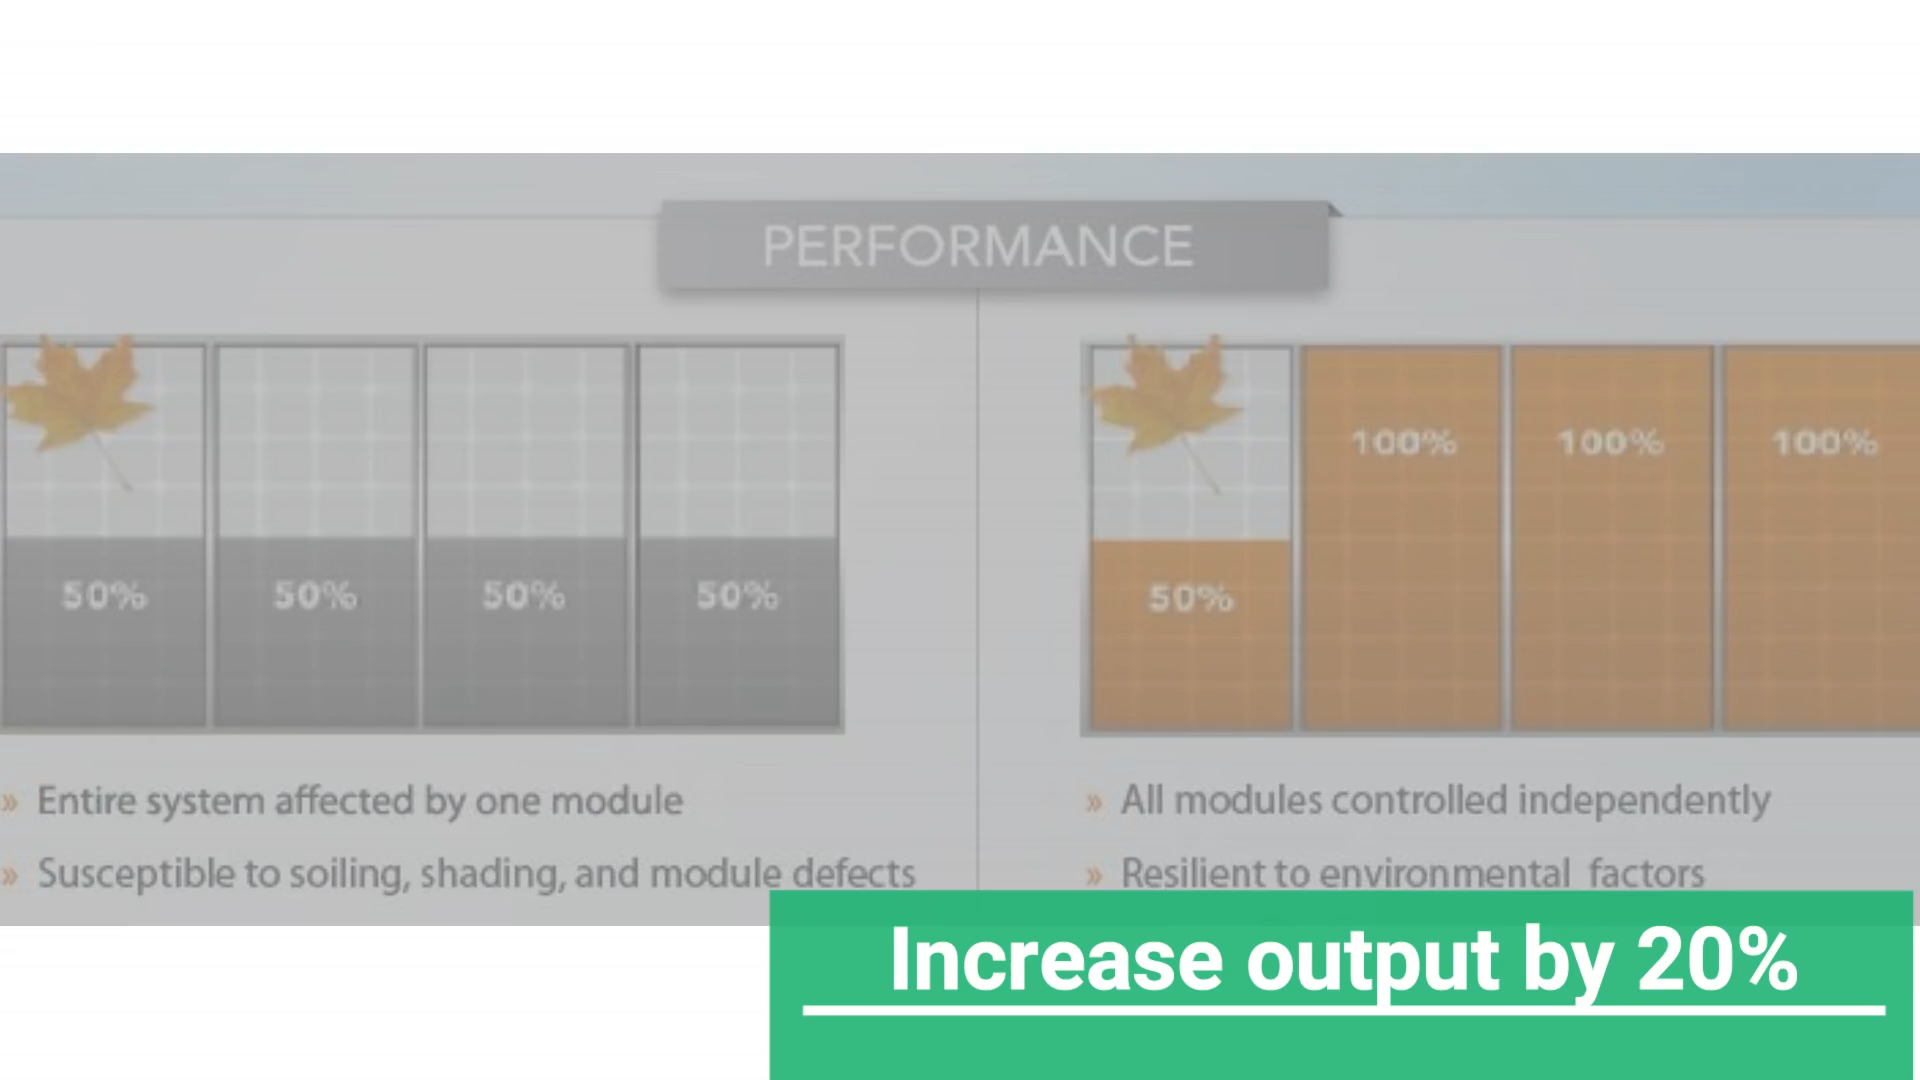 PERFORMANCE
50%
50%
50%
50%
» Entire system affected by one module
» Susceptible to soiling, shading, and module defects
50%
100%
100%
100%
» All modules controlled independently
» Resilient to environmental factors
Increase output by 20%